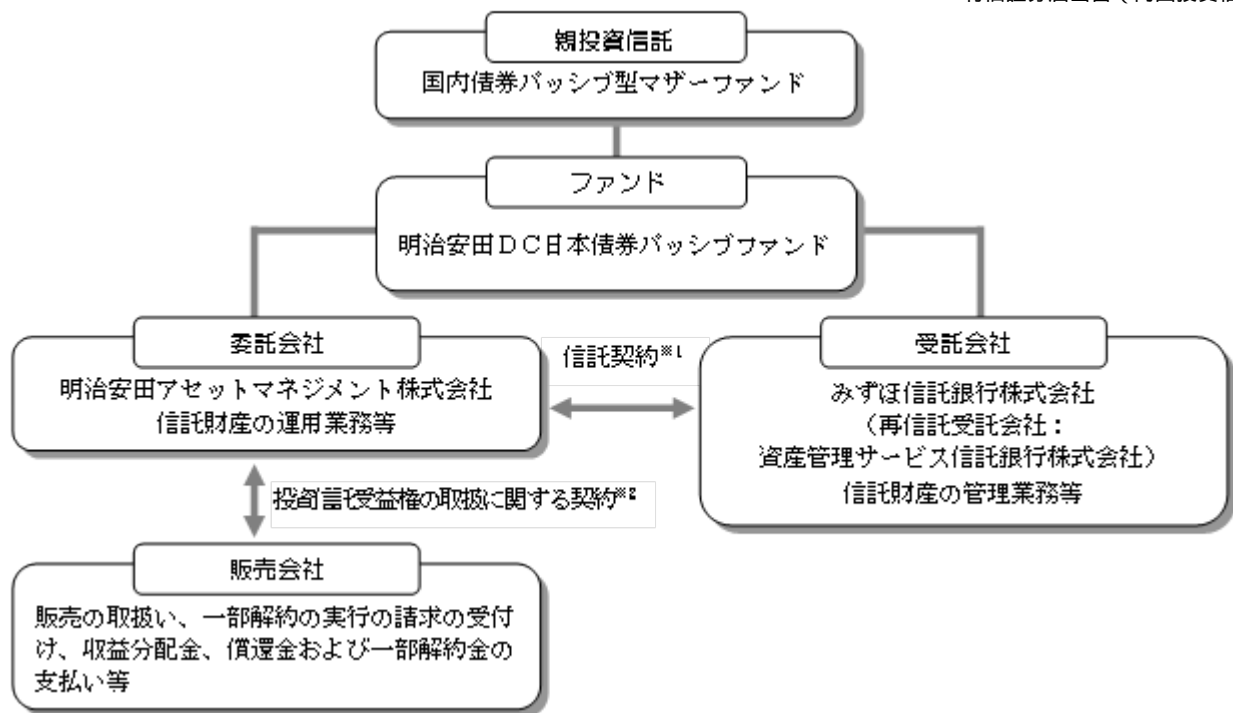 親投資信託
国内債券パッシブ型マザーファンド
ファンド
明治安田DC日本債券パッシブファンド
委託会社
明治安田アセットマネジメント株式会社
信託財産の運用業務等
信託契約※1
受託会社
みずほ信託銀行株式会社
(再信託受託会社:
資産管理サービス信託銀行株式会社)
信託財産の管理業務等
投資信託受益権の取扱に関する契約※2
販売会社
販売の取扱い、一部解約の実行の請求の受付
け、収益分配金、償還金および一部解約金の
支払い等